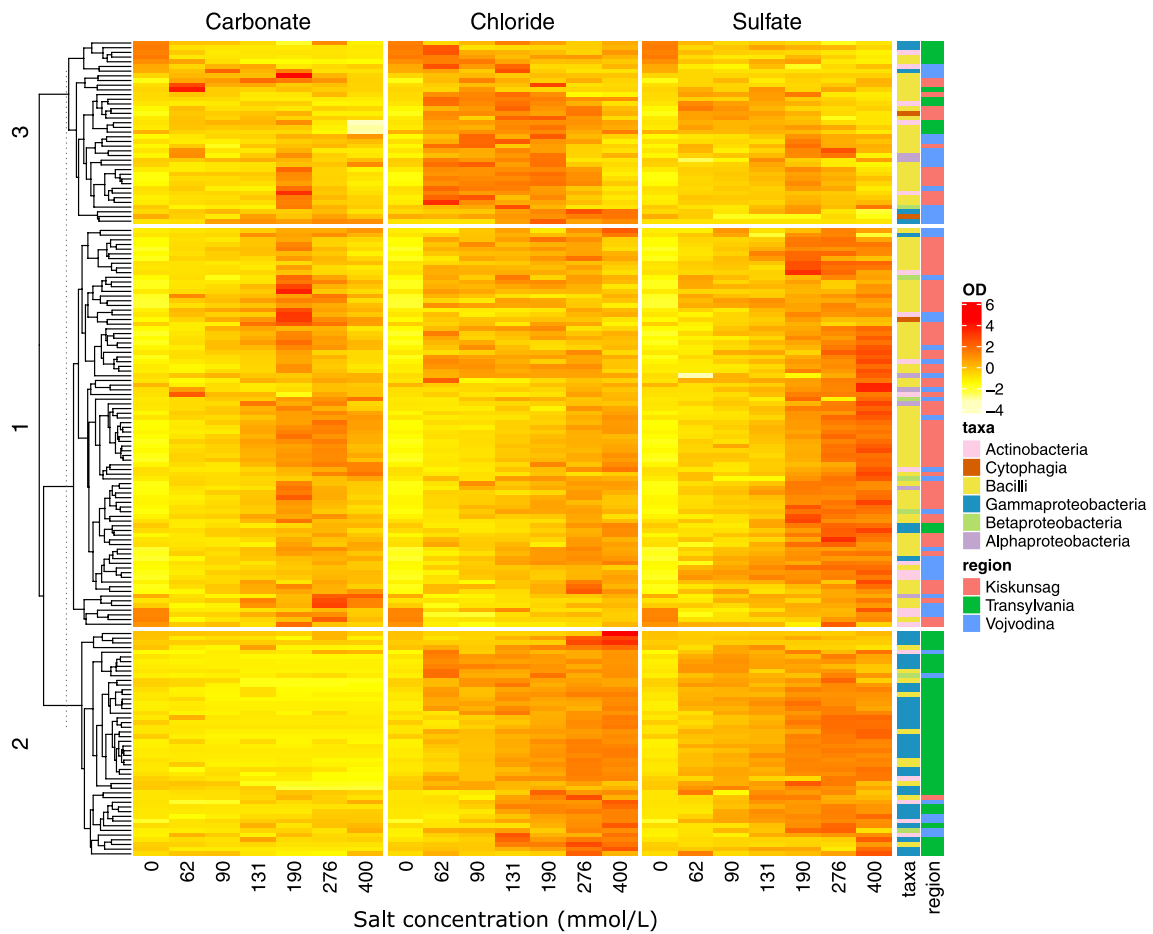 Carbonate Chloride Sulfate
3
1
2
0 62 90 131 190 276 400 0 62 90 131 190 276 400 0 62 90 131 190 276 400 taxa region
Salt concentration (mmol/L)
OD
6
4
2
0
−2
−4
taxa
Actinobacteria
Cytophagia
Bacilli
Gammaproteobacteria
Betaproteobacteria
Alphaproteobacteria
region
Kiskunsag
Transylvania
Vojvodina